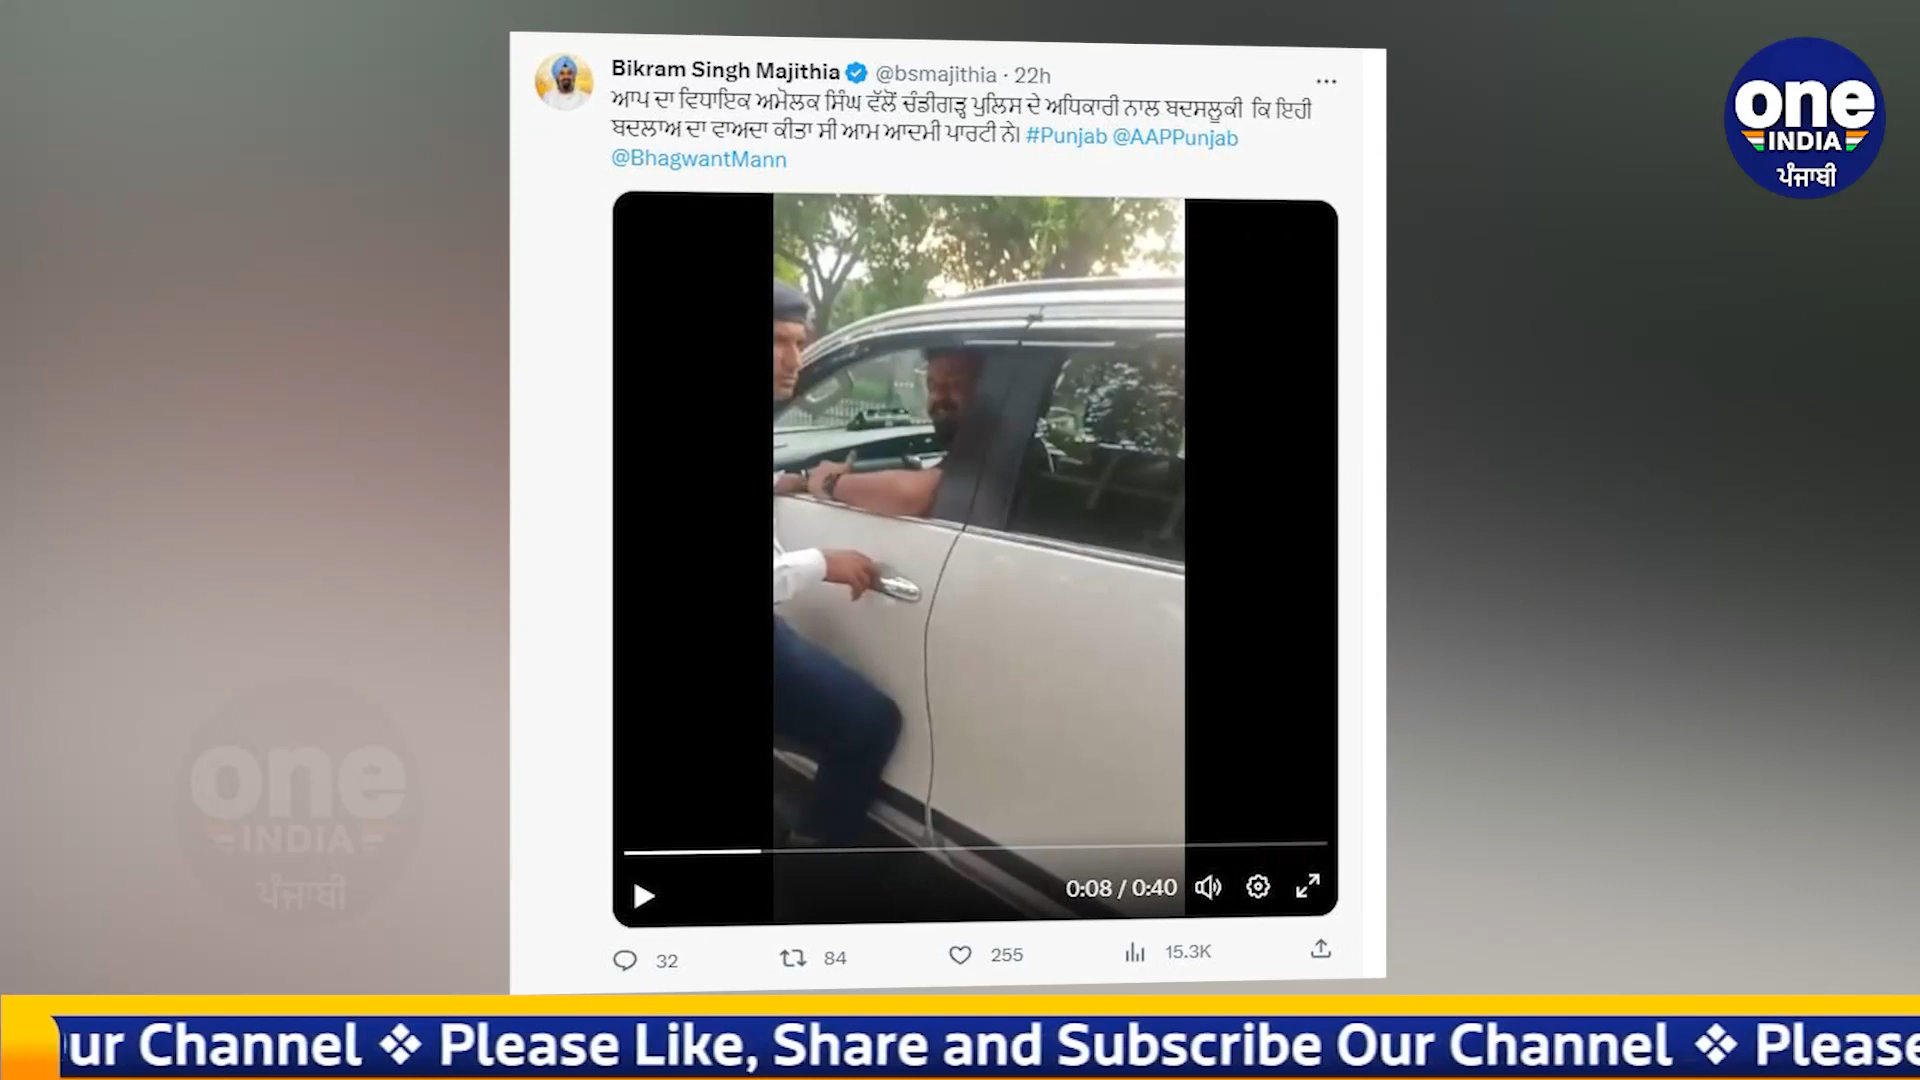 Bikram Singh Majithia @bsmajithia · 22h
ਆਪ ਦਾ ਵਿਧਾਇਕ ਅਮੋਲਕ ਸਿੰਘ ਵੱਲੋਂ ਚੰਡੀਗੜ੍ਹ ਪੁਲਿਸ ਦੇ ਅਧਿਕਾਰੀ ਨਾਲ ਬਦਸਲੂਕੀ ਕਿ ਇਹੀ
ਬਦਲਾਅ ਦਾ ਵਾਅਦਾ ਕੀਤਾ ਸੀ ਆਮ ਆਦਮੀ ਪਾਰਟੀ ਨੇ। #Punjab @AAPPunjab
@BhagwantMann
one
INDIA
ਪੰਜਾਬੀ
0:08 / 0:40
32 84 255 15.3K
one
INDIA
ਪੰਜਾਬੀ
ur Channel ❖ Please Like, Share and Subscribe Our Channel ❖ Please